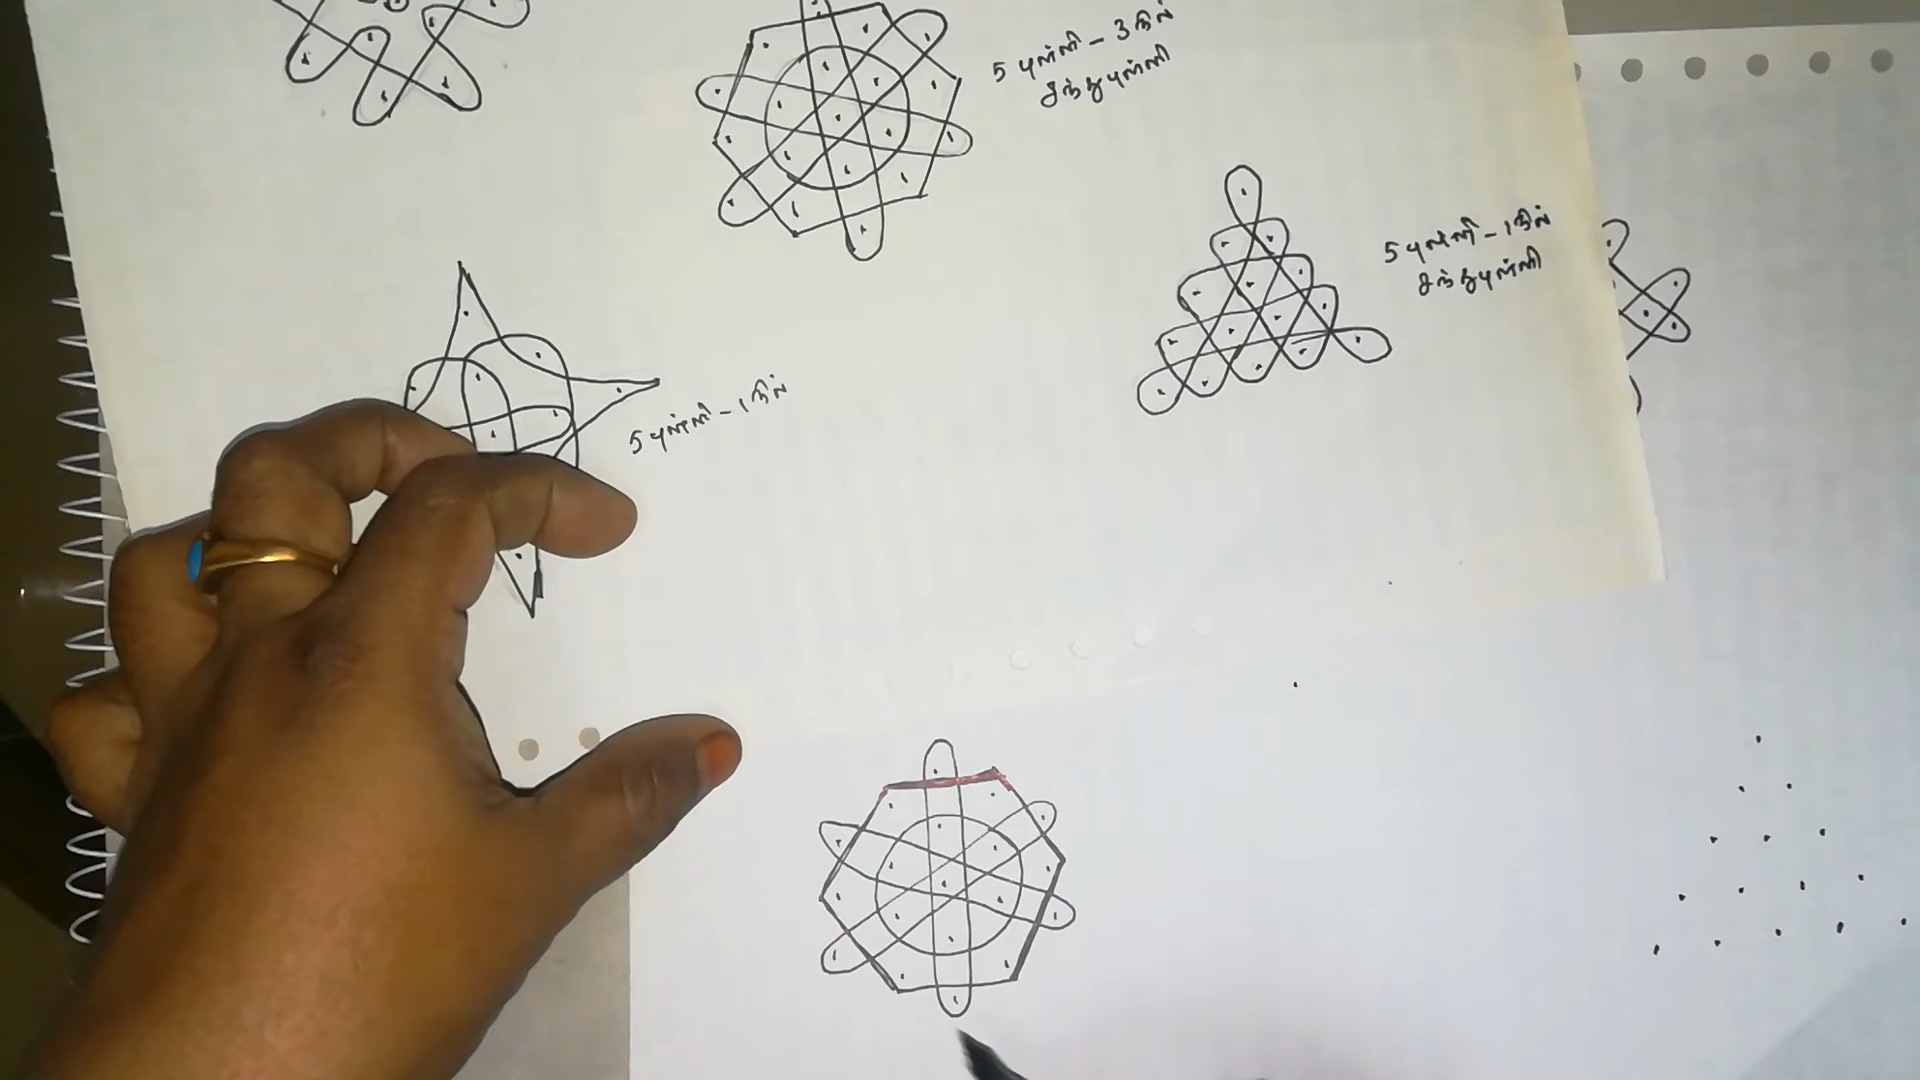 5 புள்ளி - 3 நில்
சந்து புள்ளி
5 புள்ளி - 1 நில்
சந்து புள்ளி
5 புள்ளி - 1 நில்